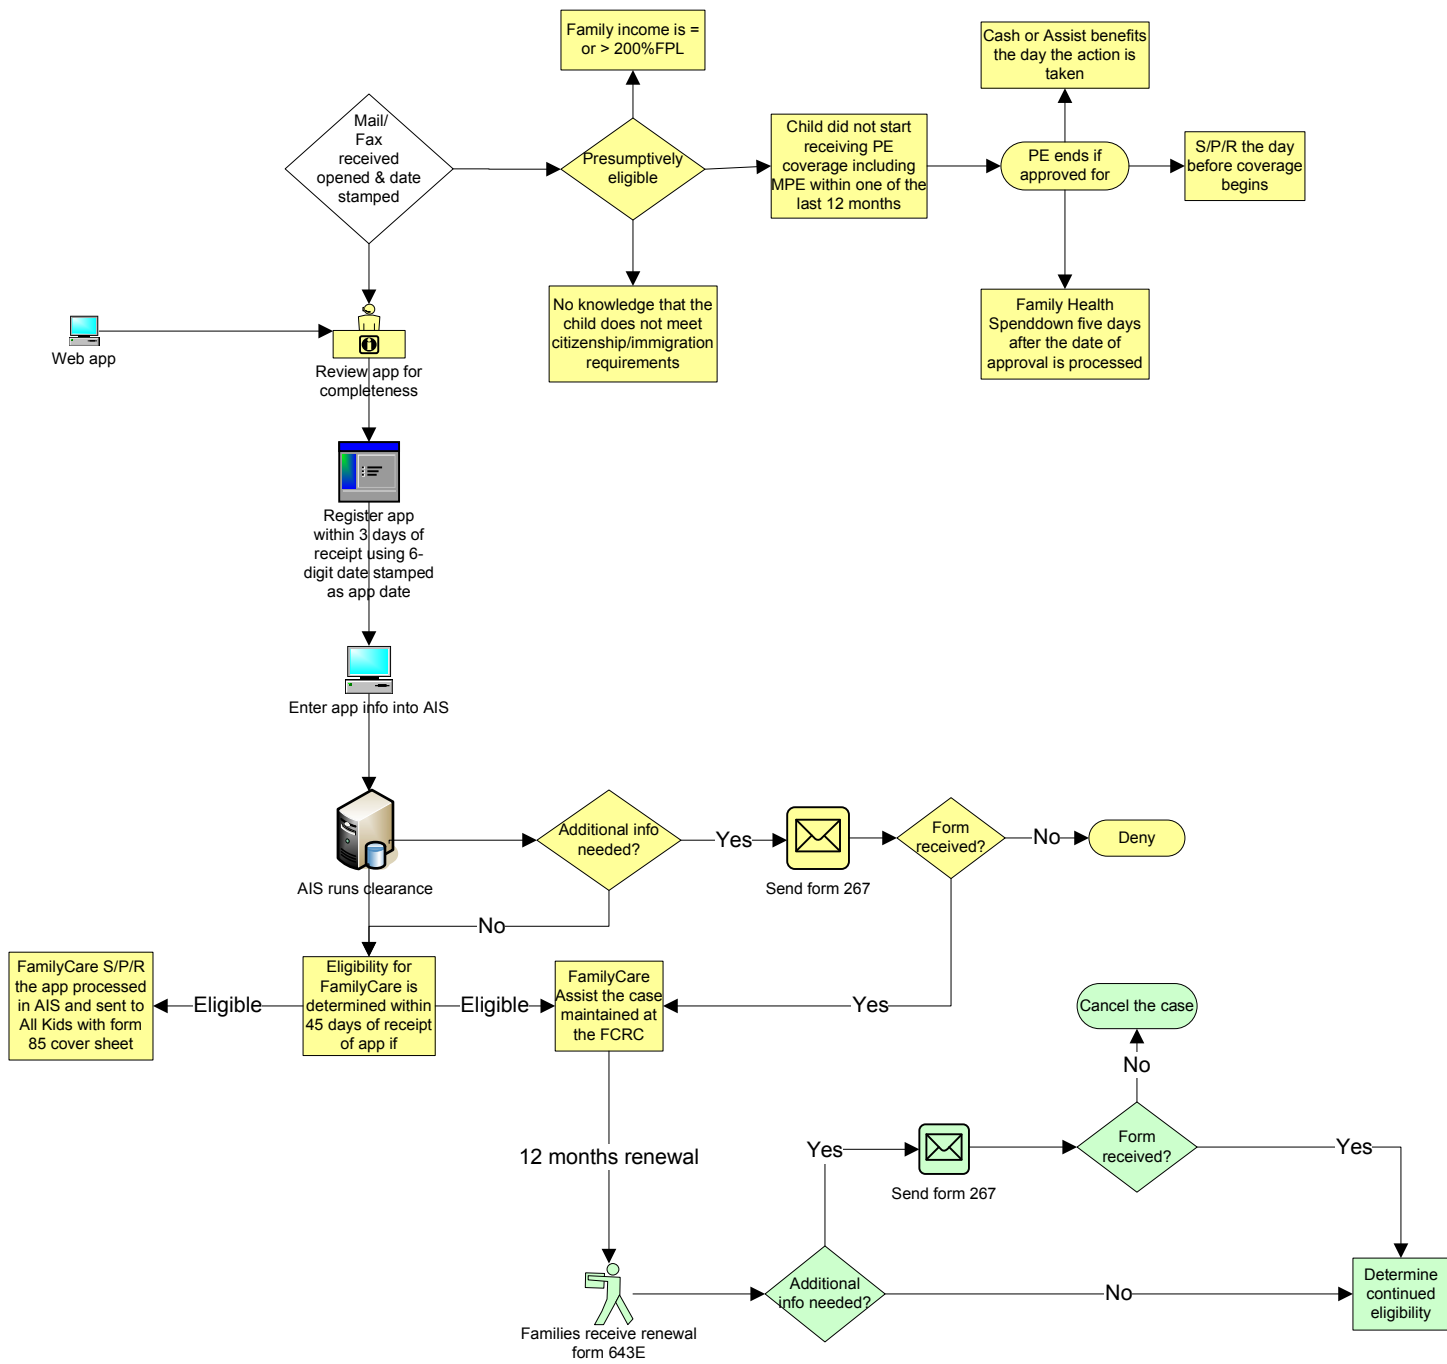 Family income is =
or > 200%FPL
Cash or Assist benefits
the day the action is
taken
Mail/
Fax
received
opened & date
stamped
Presumptively
eligible
Child did not start
receiving PE
coverage including
MPE within one of the
last 12 months
PE ends if
approved for
S/P/R the day
before coverage
begins
No knowledge that the
child does not meet
citizenship/immigration
requirements
Family Health
Spenddown five days
after the date of
approval is processed
Web app
Review app for
completeness
Register app
within 3 days of
receipt using 6-
digit date stamped
as app date
Enter app info into AIS
AIS runs clearance
Additional info
needed?
Yes
Send form 267
Form
received?
No
Deny
No
FamilyCare S/P/R
the app processed
in AIS and sent to
All Kids with form
85 cover sheet
Eligible
Eligibility for
FamilyCare is
determined within
45 days of receipt
of app if
Eligible
FamilyCare
Assist the case
maintained at
the FCRC
Yes
Cancel the case
No
12 months renewal
Yes
Send form 267
Form
received?
Yes
Families receive renewal
form 643E
Additional
info needed?
No
Determine
continued
eligibility